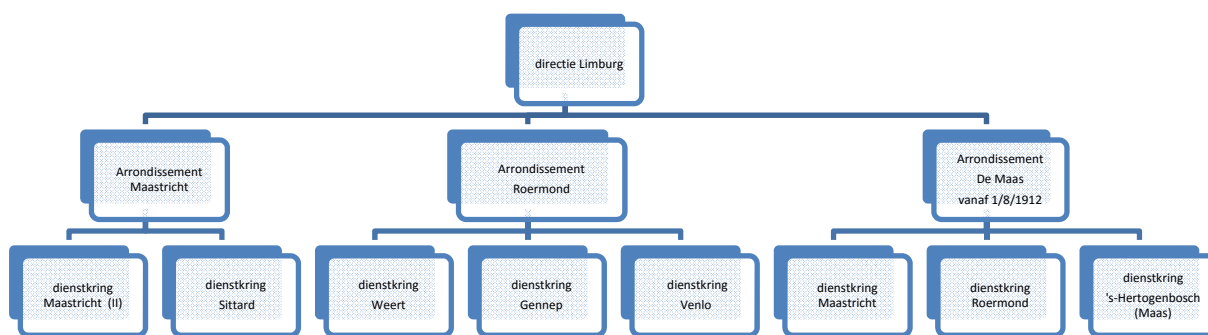 directie Limburg
Arrondissement
Maastricht
Arrondissement
Roermond
Arrondissement
De Maas
vanaf 1/8/1912
dienstkring
Maastricht (II)
dienstkring
Sittard
dienstkring
Weert
dienstkring
Gennep
dienstkring
Venlo
dienstkring
Maastricht
dienstkring
Roermond
dienstkring
's-Hertogenbosch
(Maas)